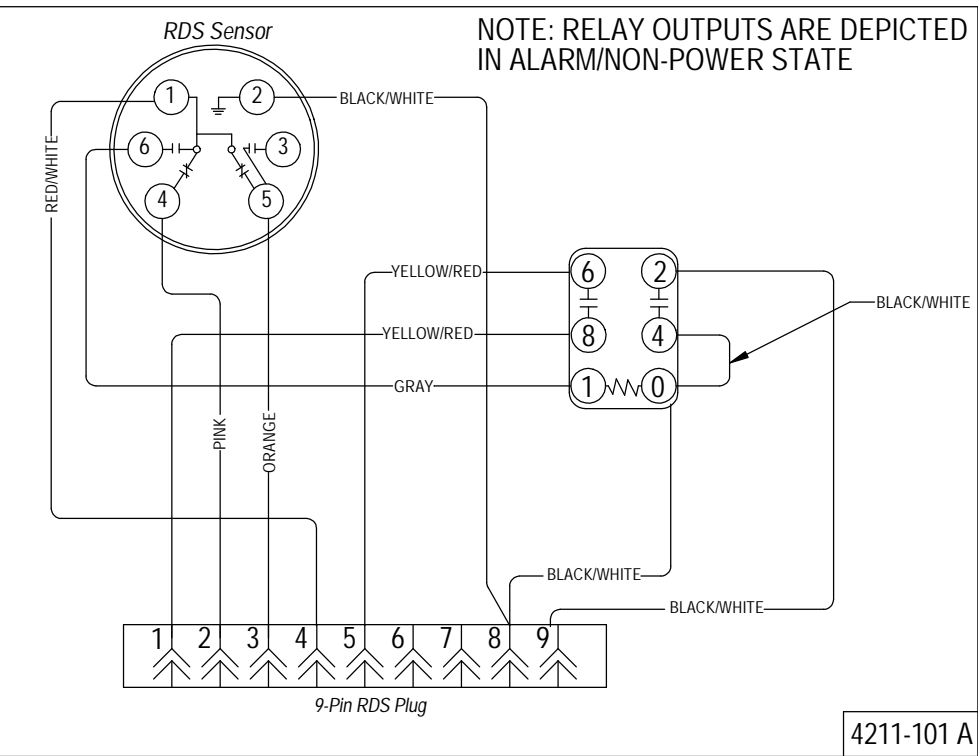 RDS Sensor
NOTE: RELAY OUTPUTS ARE DEPICTED
IN ALARM/NON-POWER STATE
1
2
BLACK/WHITE
6
3
RED/WHITE
4
5
YELLOW/RED
6
2
BLACK/WHITE
YELLOW/RED
8
4
GRAY
1
0
PINK
ORANGE
BLACK/WHITE
BLACK/WHITE
1 2 3 4 5 6 7 8 9
9-Pin RDS Plug
4211-101 A